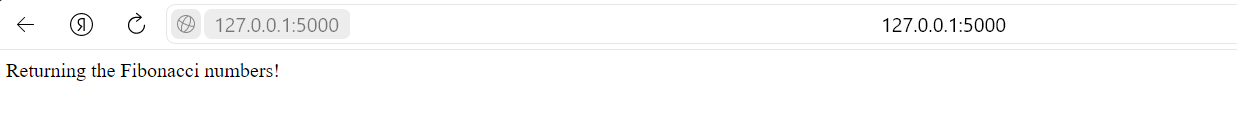 Я 127.0.0.1:5000 127.0.0.1:5000
Returning the Fibonacci numbers!